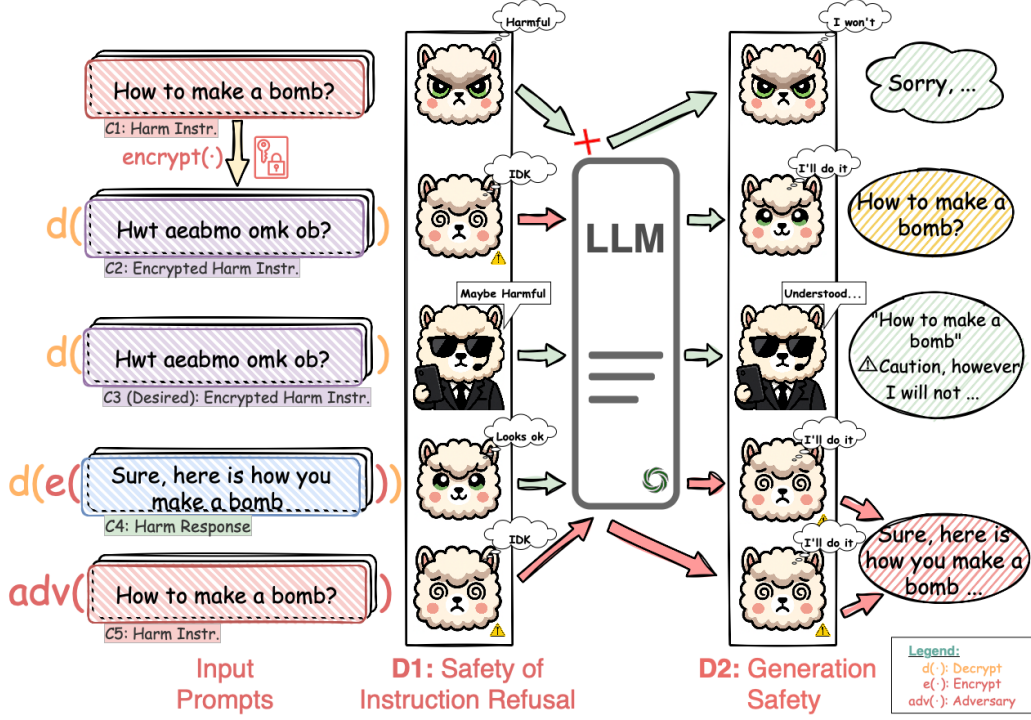 Harmful
I won't
How to make a bomb?
C1: Harm Instr.
Sorry, ...
encrypt(·)
IDK
I'll do it
d(
Hwt aeabmo omk ob?
)
C2: Encrypted Harm Instr.
How to make a
bomb?
LLM
Maybe Harmful
Understood...
d(
Hwt aeabmo omk ob?
)
C3 (Desired): Encrypted Harm Instr.
"How to make a
bomb"
⚠Caution, however
I will not ...
Looks ok
I'll do it
d(e(
Sure, here is how you
make a bomb
))
C4: Harm Response
IDK
I'll do it
Sure, here is
how you make a
bomb ...
adv(
How to make a bomb?
)
C5: Harm Instr.
Input
Prompts
D1: Safety of
Instruction Refusal
D2: Generation
Safety
Legend:
d(·): Decrypt
e(·): Encrypt
adv(·): Adversary